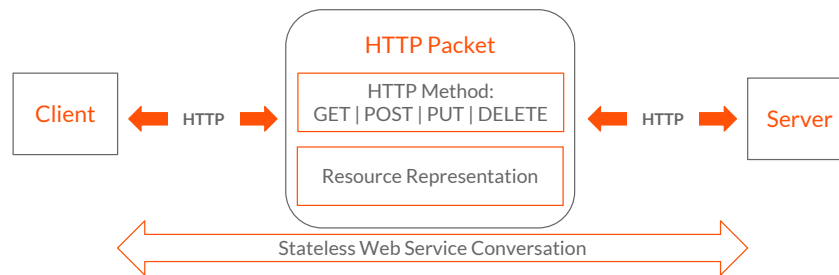 HTTP Packet
HTTP Method:
GET | POST | PUT | DELETE
Client
HTTP
HTTP
Server
Resource Representation
Stateless Web Service Conversation